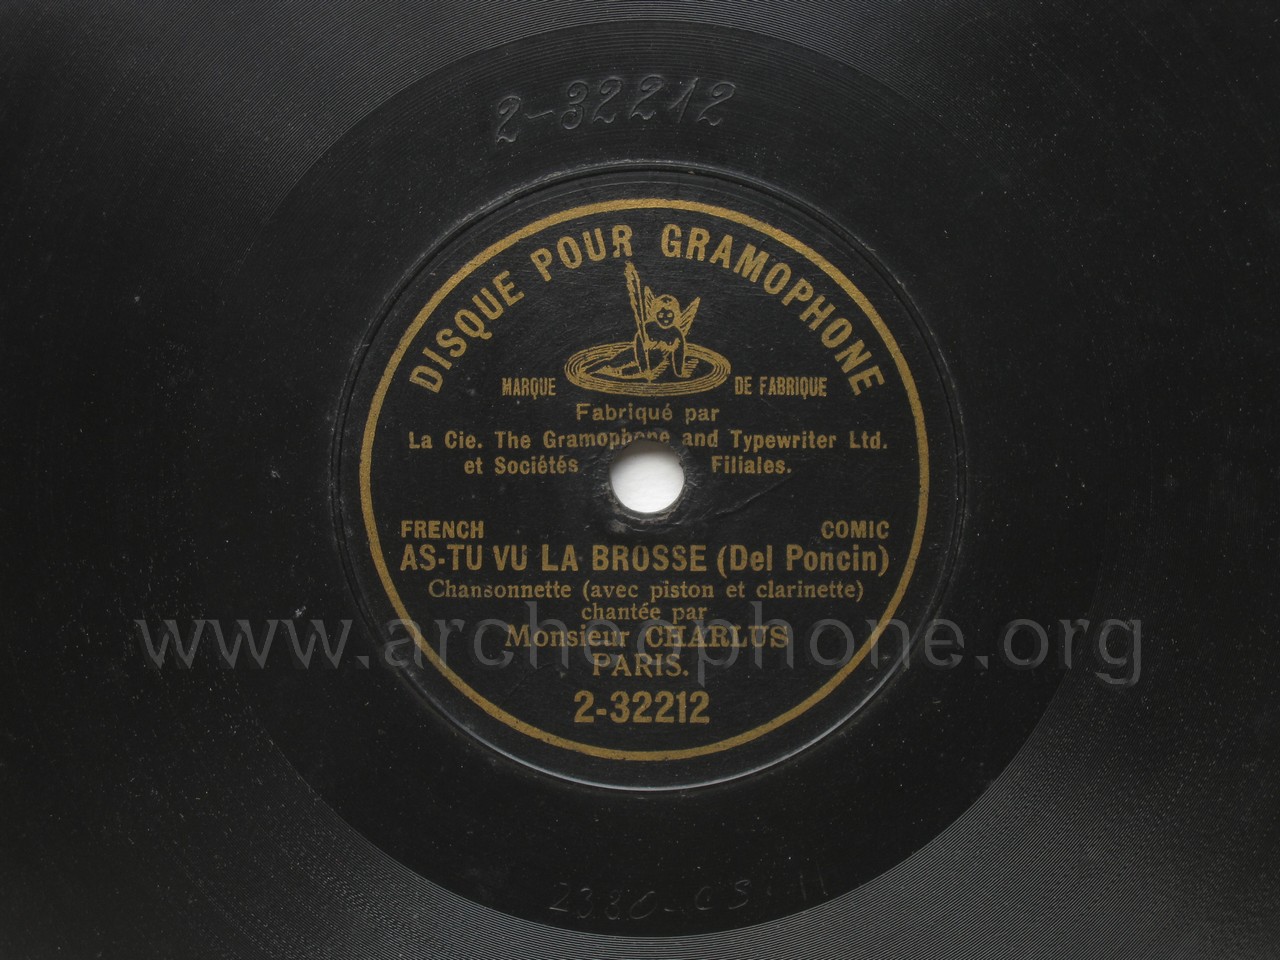 2-32212
DISQUE POUR GRAMOPHONE
MARQUE DE FABRIQUE
Fabriqué par
La Cie. The Gramophone and Typewriter Ltd.
et Sociétés Filiales.
FRENCH COMIC
AS-TU VU LA BROSSE (Del Poncin)
Chansonnette (avec piston et clarinette)
chantée par
Monsieur CHARLUS
www.archeophone.org
PARIS.
2-32212